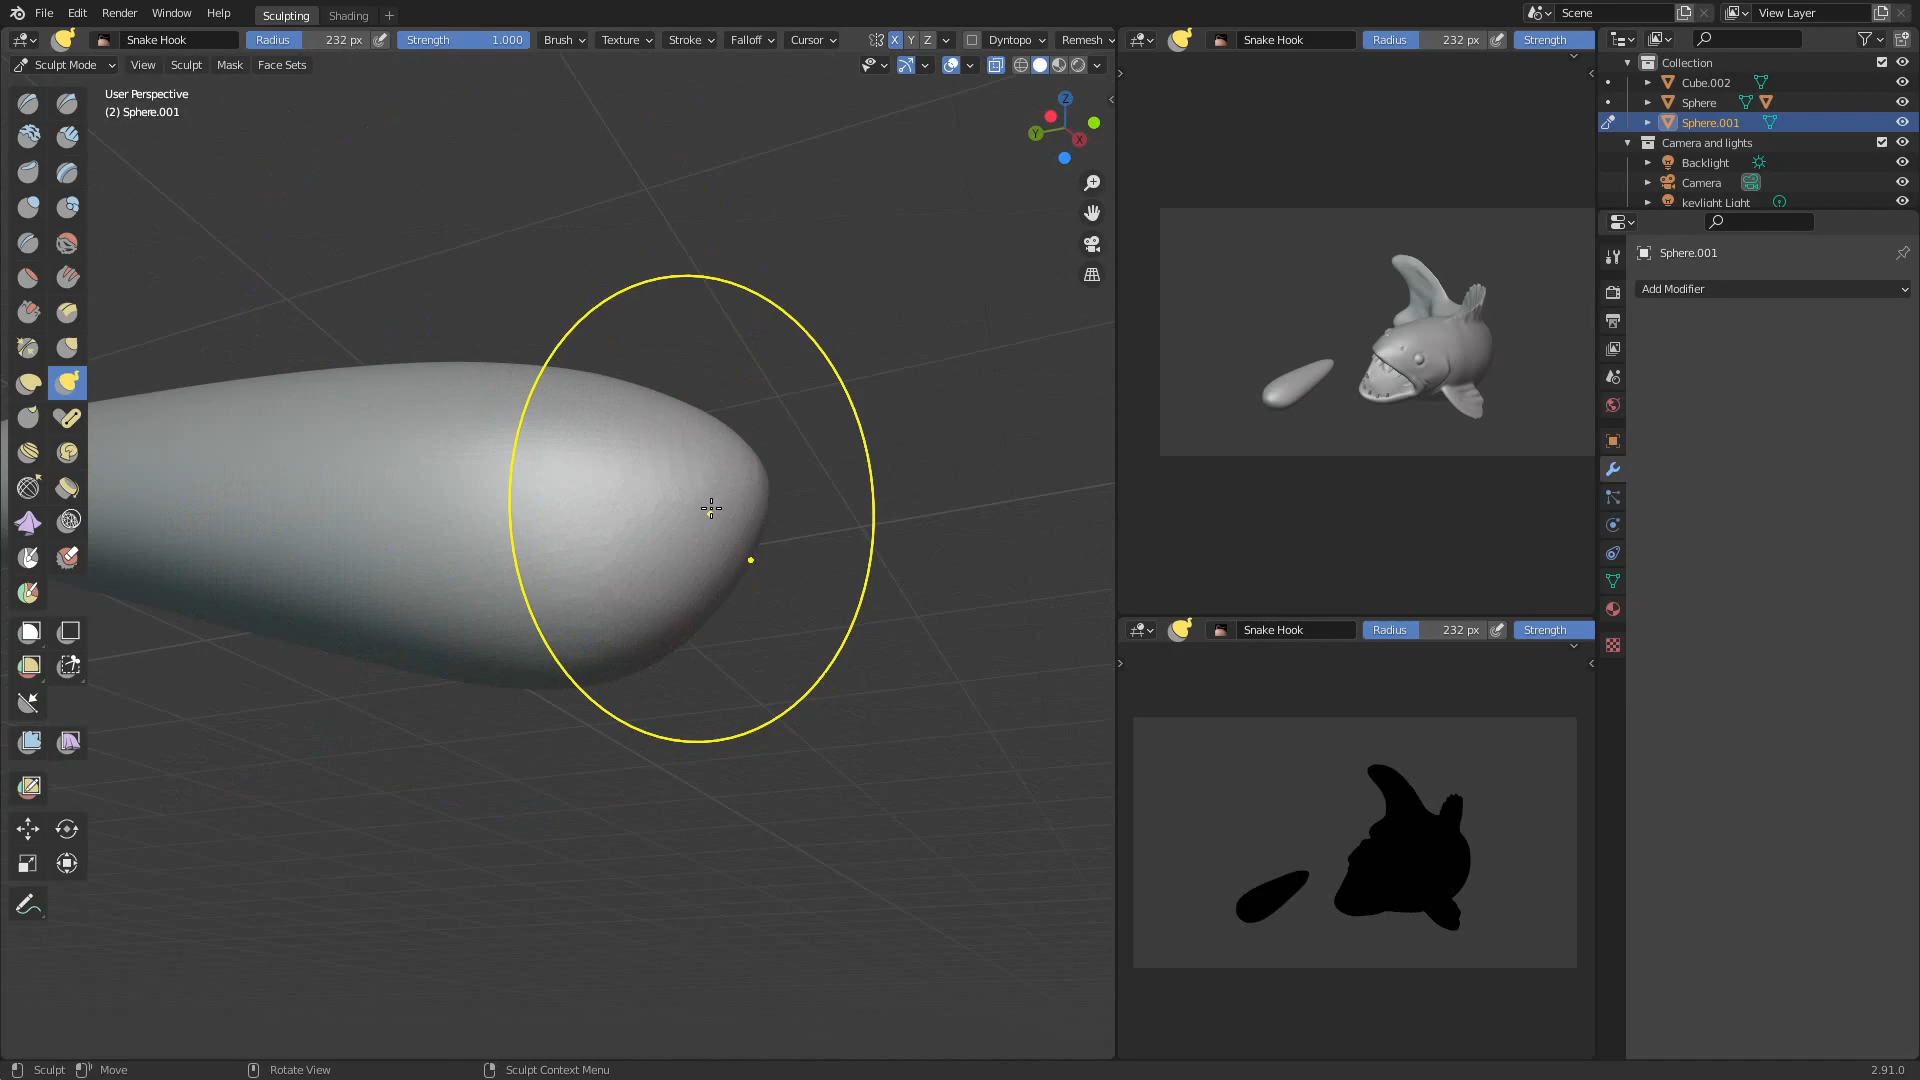 File Edit Render Window Help Sculpting Shading + Scene View Layer
Snake Hook Radius 232 px Strength 1.000 Brush Texture Stroke Falloff Cursor X Y Z Dyntopo Remesh
Snake Hook Radius 232 px Strength
Sculpt Mode View Sculpt Mask Face Sets
Collection
Cube.002
Sphere
Sphere.001
Camera and lights
Backlight
Camera
keylight Light
User Perspective
(2) Sphere.001
Z
Y
X
Sphere.001
Add Modifier
Snake Hook Radius 232 px Strength
Sculpt Move Rotate View Sculpt Context Menu 2.91.0